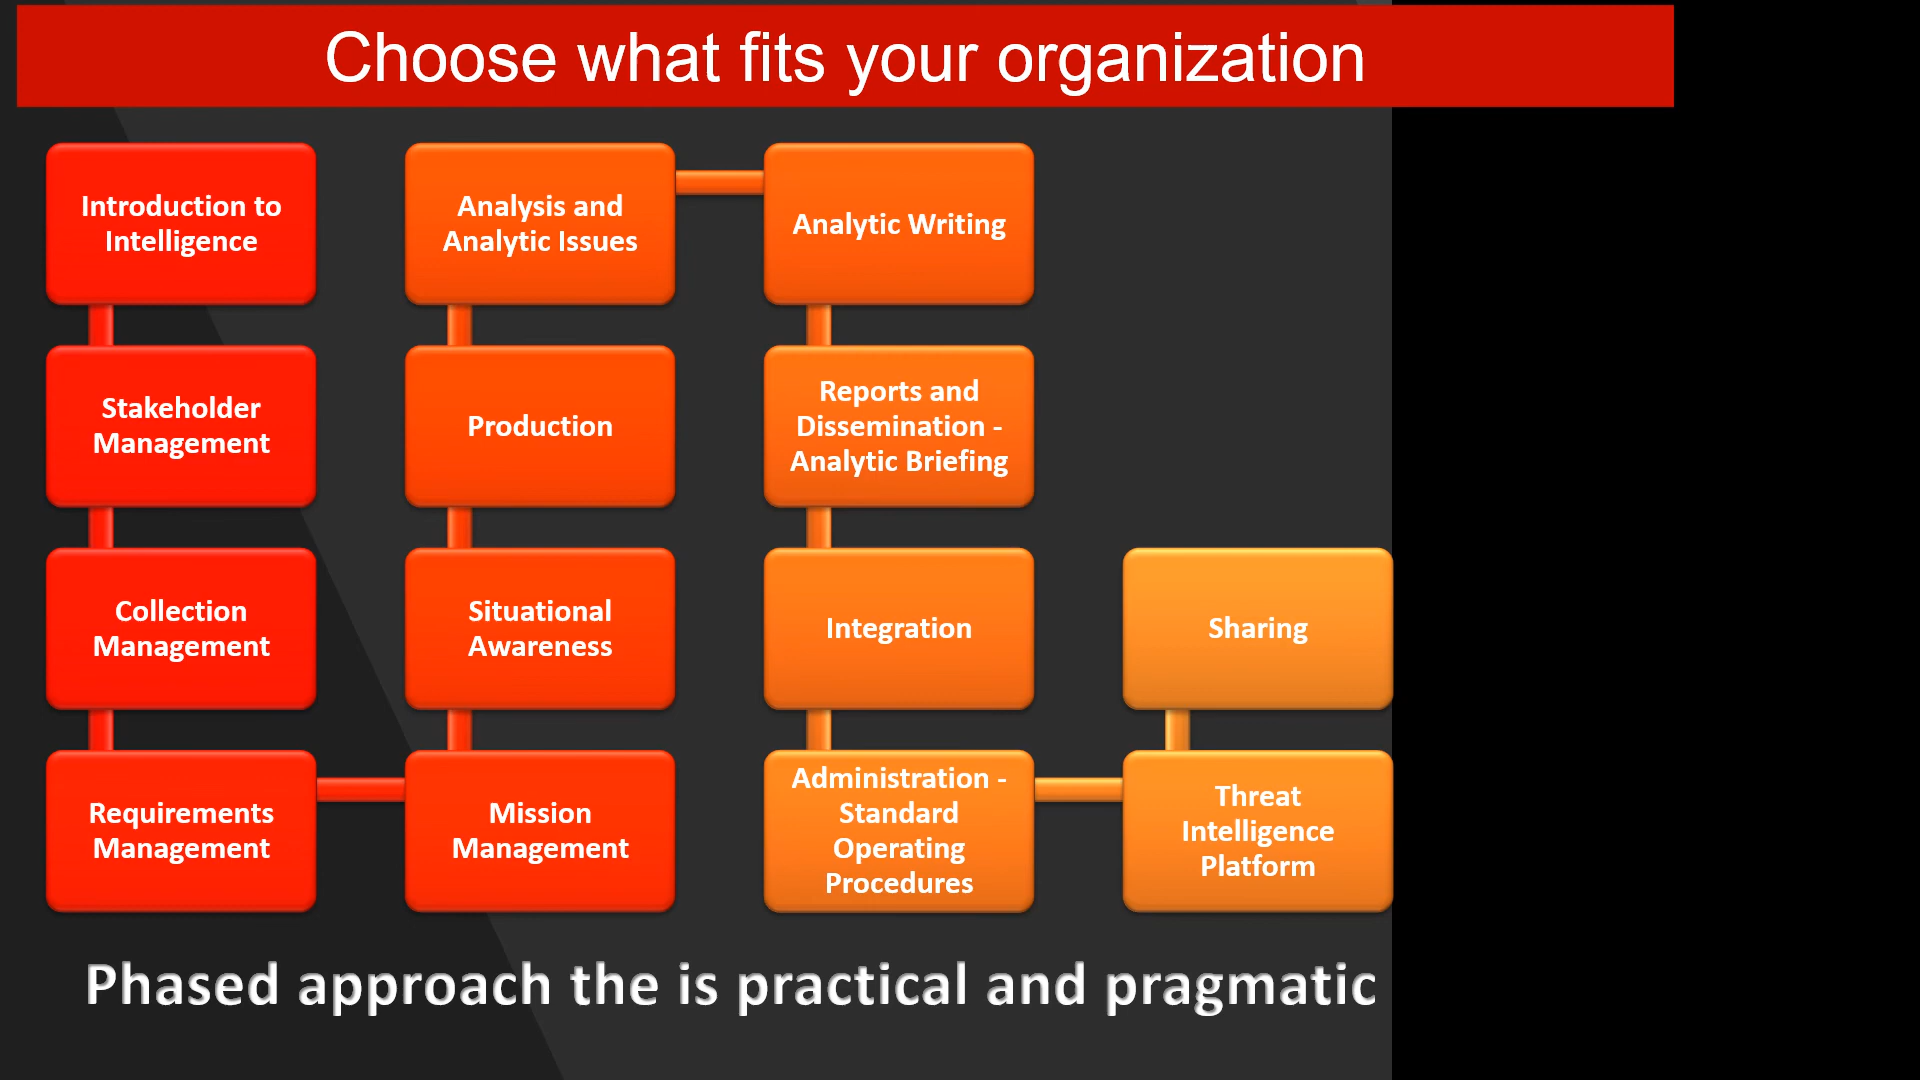 Choose what fits your organization
Introduction to
Intelligence
Stakeholder
Management
Collection
Management
Requirements
Management
Mission
Management
Situational
Awareness
Production
Analysis and
Analytic Issues
Analytic Writing
Reports and
Dissemination -
Analytic Briefing
Integration
Administration -
Standard
Operating
Procedures
Threat
Intelligence
Platform
Sharing
Phased approach the is practical and pragmatic